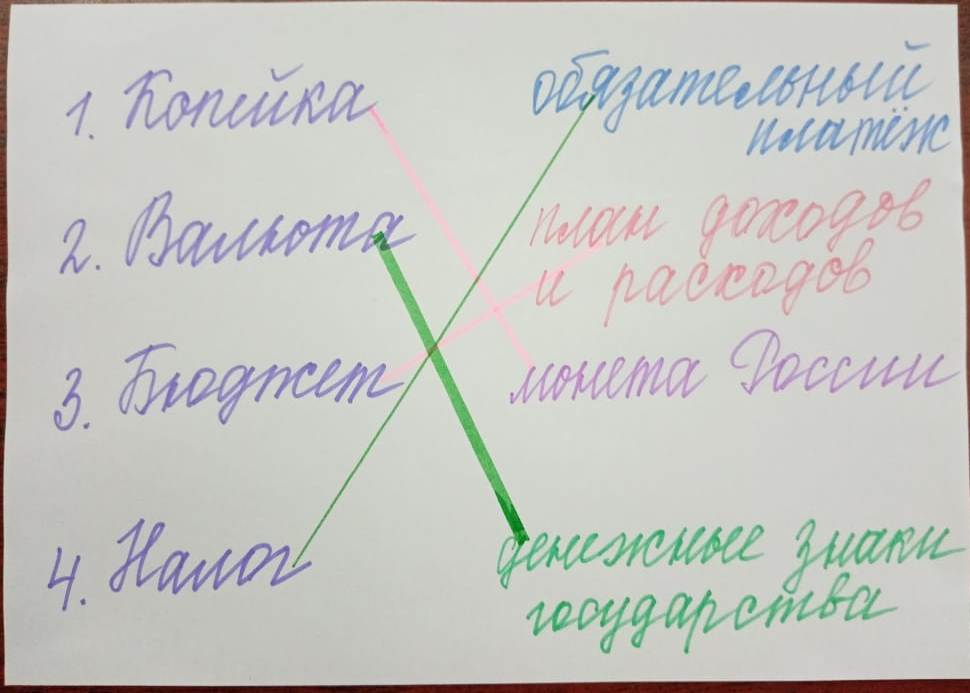 1. Копейка
обязательный
платёж
2. Валюта
план доходов
и расходов
3. Бюджет
монета России
4. Налог
денежные знаки
государства